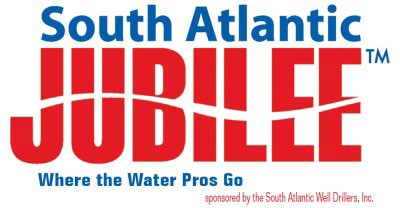 South Atlantic
JUBILEE™
Where the Water Pros Go
sponsored by the South Atlantic Well Drillers, Inc.